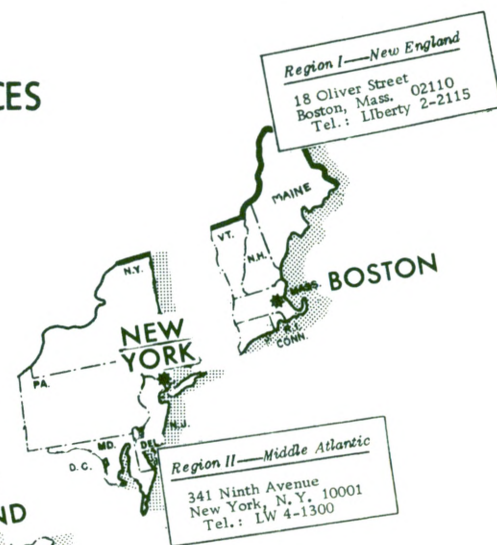 CES
Region I—New England
18 Oliver Street
Boston, Mass. 02110
Tel.: LIberty 2-2115
MAINE
VT.
N.H.
MASS.
BOSTON
R.I.
CONN.
N.Y.
NEW
YORK
PA.
N.J.
MD.
DEL.
D.C.
Region II—Middle Atlantic
341 Ninth Avenue
New York, N.Y. 10001
Tel.: LW 4-1300
ND